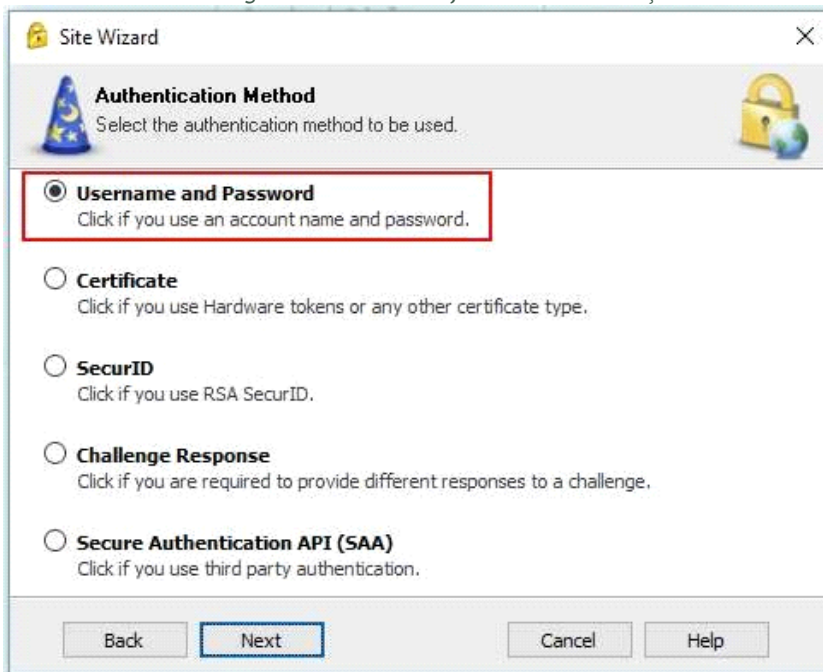 Site Wizard
Authentication Method
Select the authentication method to be used.
Username and Password
Click if you use an account name and password.
Certificate
Click if you use Hardware tokens or any other certificate type.
SecurID
Click if you use RSA SecurID.
Challenge Response
Click if you are required to provide different responses to a challenge.
Secure Authentication API (SAA)
Click if you use third party authentication.
Back Next Cancel Help